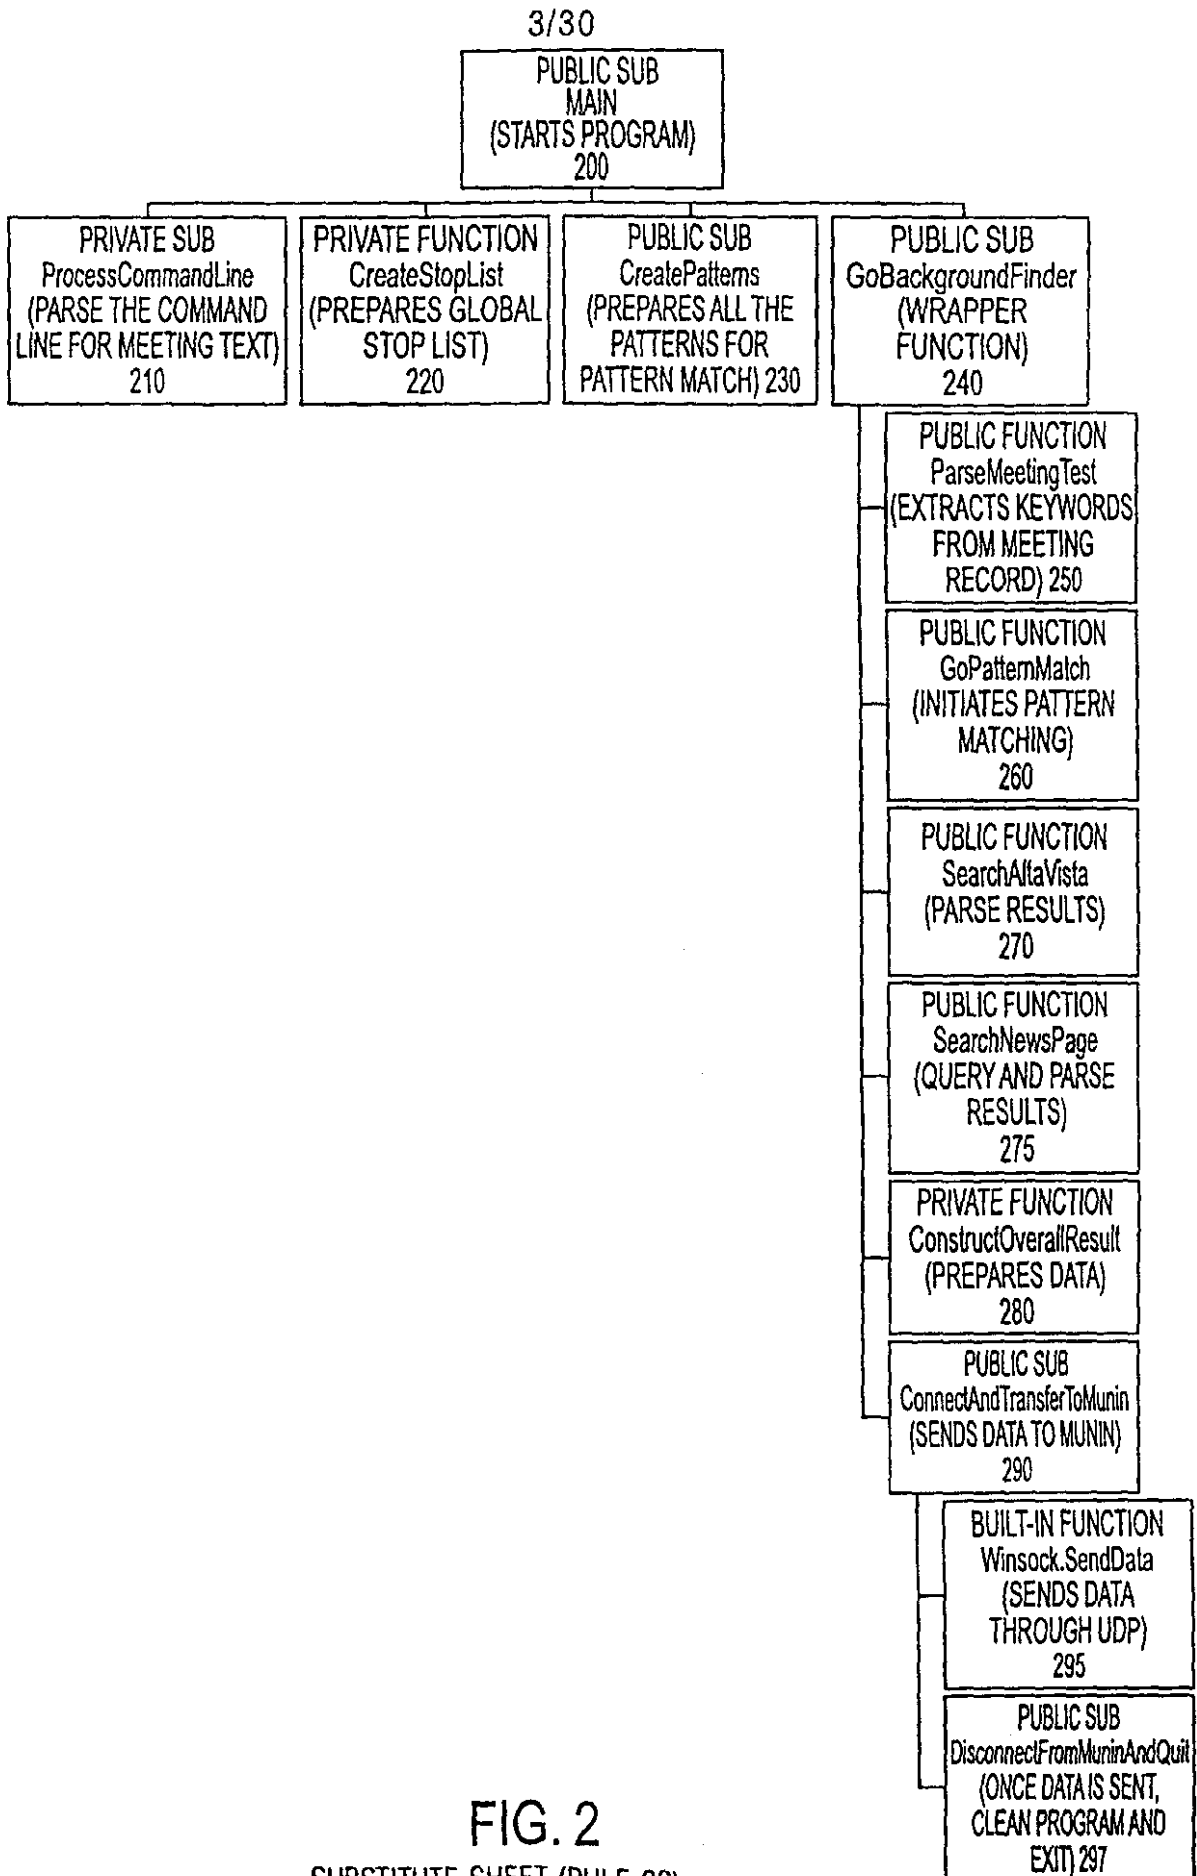 3/30
PUBLIC SUB
MAIN
(STARTS PROGRAM)
200
PRIVATE SUB
ProcessCommandLine
(PARSE THE COMMAND
LINE FOR MEETING TEXT)
210
PRIVATE FUNCTION
CreateStopList
(PREPARES GLOBAL
STOP LIST)
220
PUBLIC SUB
CreatePatterns
(PREPARES ALL THE
PATTERNS FOR
PATTERN MATCH) 230
PUBLIC SUB
GoBackgroundFinder
(WRAPPER
FUNCTION)
240
PUBLIC FUNCTION
ParseMeetingTest
(EXTRACTS KEYWORDS
FROM MEETING
RECORD) 250
PUBLIC FUNCTION
GoPatternMatch
(INITIATES PATTERN
MATCHING)
260
PUBLIC FUNCTION
SearchAltaVista
(PARSE RESULTS)
270
PUBLIC FUNCTION
SearchNewsPage
(QUERY AND PARSE
RESULTS)
275
PRIVATE FUNCTION
ConstructOverallResult
(PREPARES DATA)
280
PUBLIC SUB
ConnectAndTransferToMunin
(SENDS DATA TO MUNIN)
290
BUILT-IN FUNCTION
Winsock.SendData
(SENDS DATA
THROUGH UDP)
295
PUBLIC SUB
DisconnectFromMuninAndQuit
(ONCE DATA IS SENT,
CLEAN PROGRAM AND
EXIT) 297
FIG. 2
SUBSTITUTE SHEET (RULE